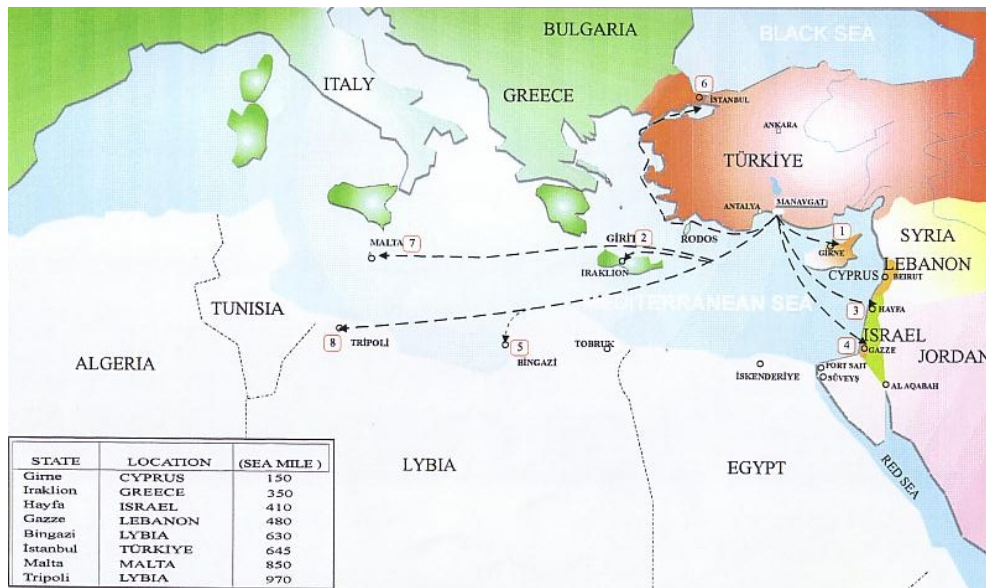 BULGARIA
BLACK SEA
ITALY
GREECE
6
İSTANBUL
ANKARA
TÜRKİYE
ANTALYA
MANAVGAT
MALTA 7
GİRİT 2
RODOS
1
GİRNE
SYRIA
IRAKLION
CYPRUS
LEBANON
BEIRUT
TUNISIA
MEDITERRANEAN SEA
3
HAYFA
8
TRİPOLİ
5
BİNGAZİ
TOBRUK
4
ISRAEL
GAZZE
JORDAN
ALGERIA
İSKENDERİYE
PORT SAİT
SÜVEYŞ
AL AQABAH
LYBIA
EGYPT
RED SEA
STATE LOCATION (SEA MILE )
Girne CYPRUS 150
Iraklion GREECE 350
Hayfa ISRAEL 410
Gazze LEBANON 480
Bingazi LYBIA 630
İstanbul TÜRKİYE 645
Malta MALTA 850
Tripoli LYBIA 970